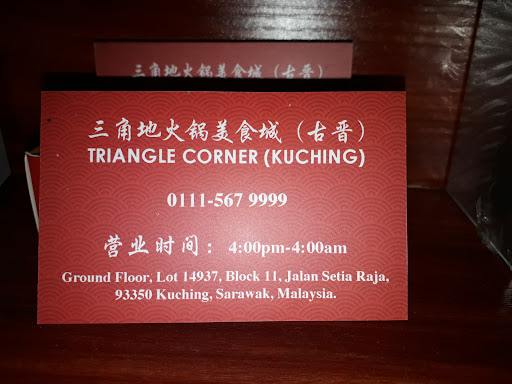 三角地火锅美食城（古晋）
三角地火锅美食城（古晋）
TRIANGLE CORNER (KUCHING)
0111-567 9999
营业时间：4:00pm-4:00am
Ground Floor, Lot 14937, Block 11, Jalan Setia Raja,
93350 Kuching, Sarawak, Malaysia.